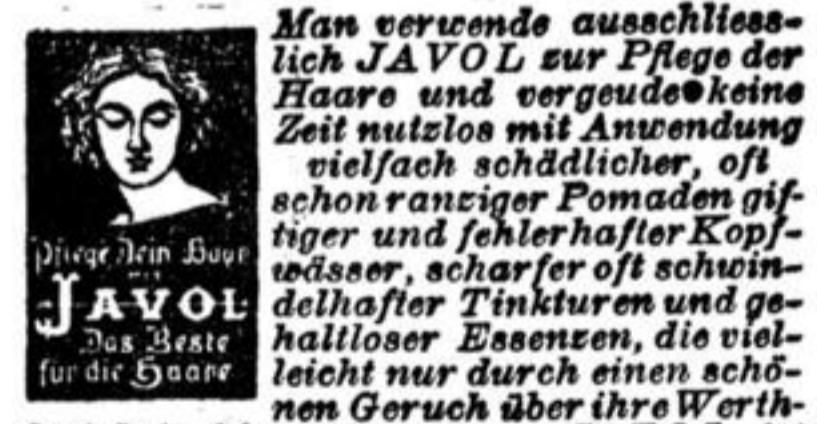 Pflege Dein Haar
mit
JAVOL
Das Beste
für die Haare
Man verwende ausschliess-
lich JAVOL zur Pflege der
Haare und vergeude keine
Zeit nutzlos mit Anwendung
vielfach schädlicher, oft
schon ranziger Pomaden gif-
tiger und fehlerhafter Kopf-
wässer, scharfer oft schwin-
delhafter Tinkturen und ge-
haltloser Essenzen, die viel-
leicht nur durch einen schö-
nen Geruch über ihre Werth-